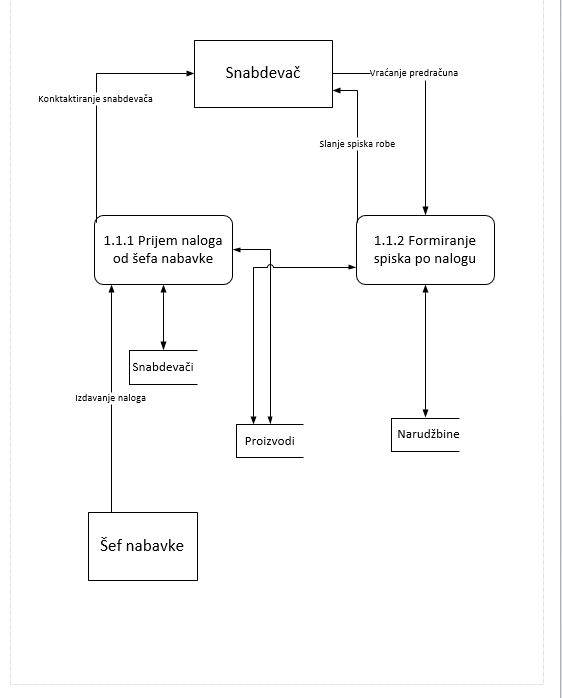 Snabdevač
Vraćanje predračuna
Konktaktiranje snabdevača
Slanje spiska robe
1.1.1 Prijem naloga
od šefa nabavke
1.1.2 Formiranje
spiska po nalogu
Snabdevači
Izdavanje naloga
Proizvodi
Narudžbine
Šef nabavke